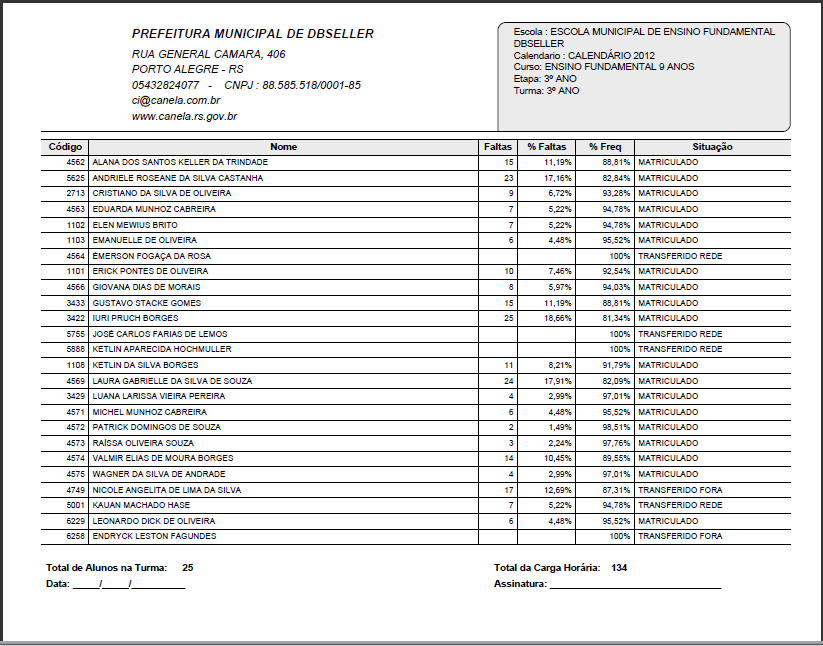 PREFEITURA MUNICIPAL DE DBSELLER
RUA GENERAL CAMARA, 406
PORTO ALEGRE - RS
05432824077 - CNPJ : 88.585.518/0001-85
ci@canela.com.br
www.canela.rs.gov.br
Escola : ESCOLA MUNICIPAL DE ENSINO FUNDAMENTAL
DBSELLER
Calendario : CALENDÁRIO 2012
Curso: ENSINO FUNDAMENTAL 9 ANOS
Etapa: 3º ANO
Turma: 3º ANO
Código Nome Faltas % Faltas % Freq Situação
4562 ALANA DOS SANTOS KELLER DA TRINDADE 15 11,19% 88,81% MATRICULADO
5625 ANDRIELE ROSEANE DA SILVA CASTANHA 23 17,16% 82,84% MATRICULADO
2713 CRISTIANO DA SILVA DE OLIVEIRA 9 6,72% 93,28% MATRICULADO
4563 EDUARDA MUNHOZ CABREIRA 7 5,22% 94,78% MATRICULADO
1102 ELEN MEWIUS BRITO 7 5,22% 94,78% MATRICULADO
1103 EMANUELLE DE OLIVEIRA 6 4,48% 95,52% MATRICULADO
4564 ÉMERSON FOGAÇA DA ROSA 100% TRANSFERIDO REDE
1101 ERICK PONTES DE OLIVEIRA 10 7,46% 92,54% MATRICULADO
4566 GIOVANA DIAS DE MORAIS 8 5,97% 94,03% MATRICULADO
3433 GUSTAVO STACKE GOMES 15 11,19% 88,81% MATRICULADO
3422 IURI PRUCH BORGES 25 18,66% 81,34% MATRICULADO
5755 JOSÉ CARLOS FARIAS DE LEMOS 100% TRANSFERIDO REDE
5888 KETLIN APARECIDA HOCHMULLER 100% TRANSFERIDO REDE
1108 KETLIN DA SILVA BORGES 11 8,21% 91,79% MATRICULADO
4569 LAURA GABRIELLE DA SILVA DE SOUZA 24 17,91% 82,09% MATRICULADO
3429 LUANA LARISSA VIEIRA PEREIRA 4 2,99% 97,01% MATRICULADO
4571 MICHEL MUNHOZ CABREIRA 6 4,48% 95,52% MATRICULADO
4572 PATRICK DOMINGOS DE SOUZA 2 1,49% 98,51% MATRICULADO
4573 RAÍSSA OLIVEIRA SOUZA 3 2,24% 97,76% MATRICULADO
4574 VALMIR ELIAS DE MOURA BORGES 14 10,45% 89,55% MATRICULADO
4575 WAGNER DA SILVA DE ANDRADE 4 2,99% 97,01% MATRICULADO
4749 NICOLE ANGELITA DE LIMA DA SILVA 17 12,69% 87,31% TRANSFERIDO FORA
5001 KAUAN MACHADO HASE 7 5,22% 94,78% TRANSFERIDO REDE
6229 LEONARDO DICK DE OLIVEIRA 6 4,48% 95,52% MATRICULADO
6258 ENDRYCK LESTON FAGUNDES 100% TRANSFERIDO FORA
Total de Alunos na Turma: 25 Total da Carga Horária: 134
Data: _____/_____/__________ Assinatura: ________________________________